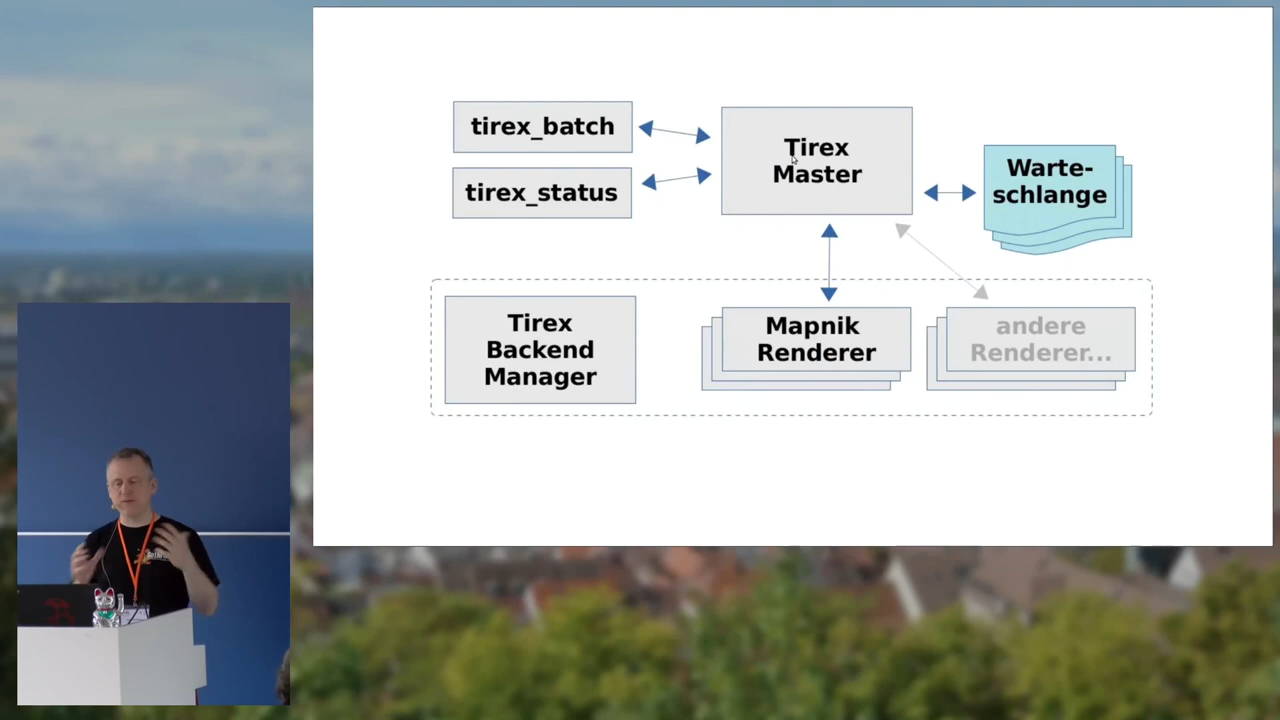 tirex_batch
tirex_status
Tirex
Master
Warte-
schlange
Tirex
Backend
Manager
Mapnik
Renderer
andere
Renderer...